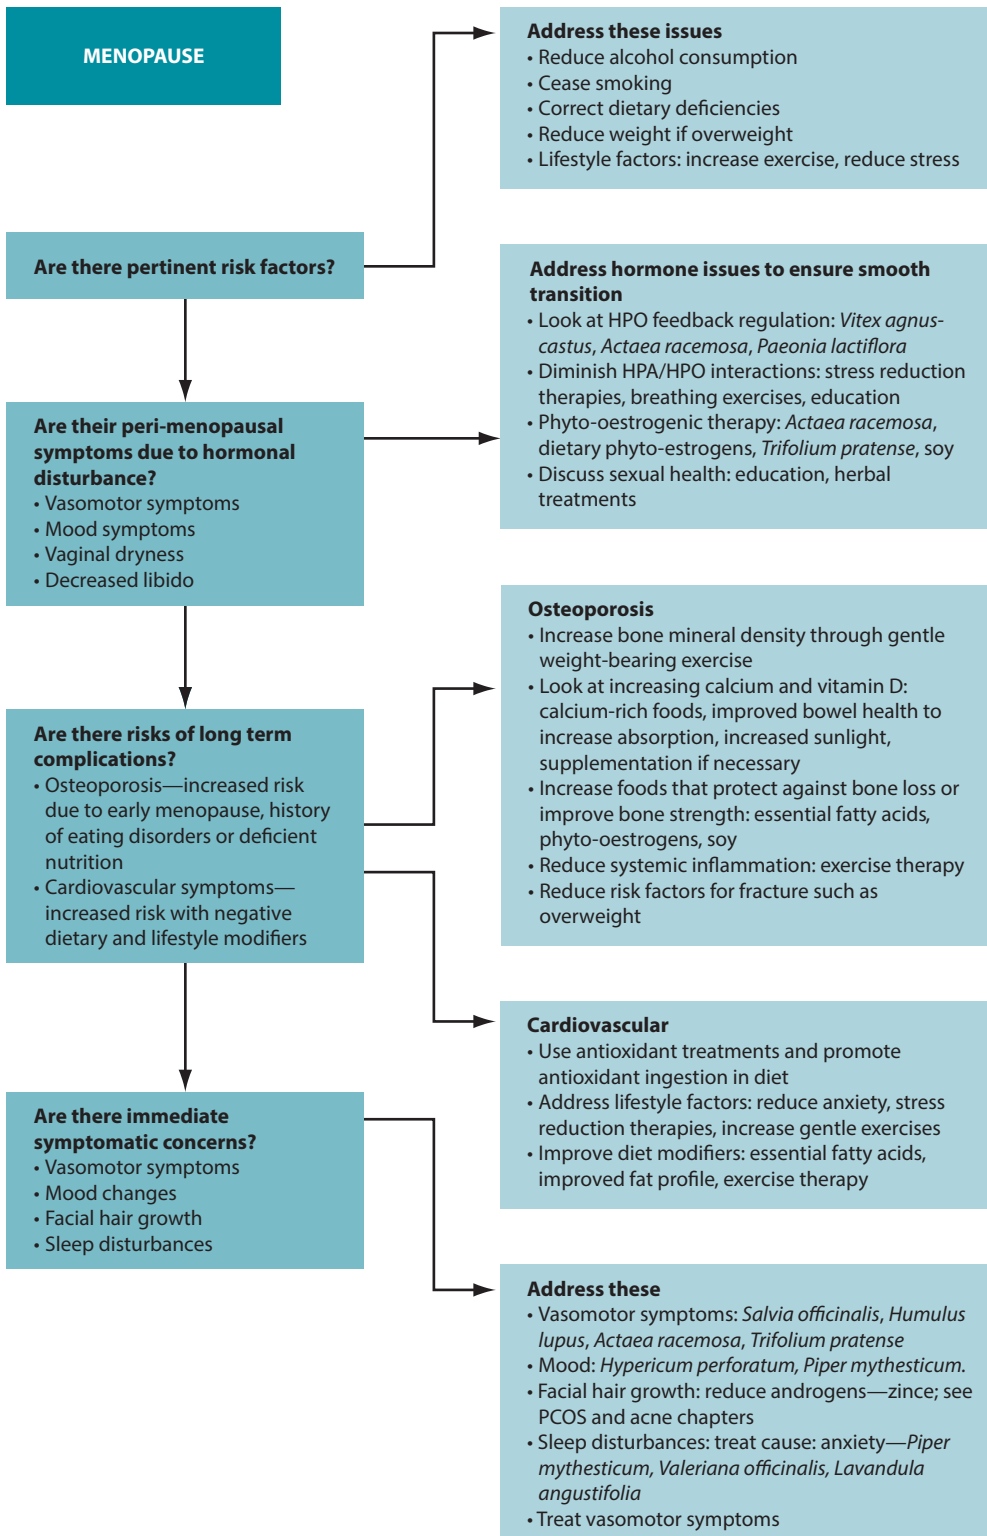 MENOPAUSE
Address these issues
• Reduce alcohol consumption
• Cease smoking
• Correct dietary deficiencies
• Reduce weight if overweight
• Lifestyle factors: increase exercise, reduce stress
Are there pertinent risk factors?
Address hormone issues to ensure smooth
transition
• Look at HPO feedback regulation: Vitex agnus-
castus, Actaea racemosa, Paeonia lactiflora
• Diminish HPA/HPO interactions: stress reduction
therapies, breathing exercises, education
• Phyto-oestrogenic therapy: Actaea racemosa,
dietary phyto-estrogens, Trifolium pratense, soy
• Discuss sexual health: education, herbal
treatments
Are their peri-menopausal
symptoms due to hormonal
disturbance?
• Vasomotor symptoms
• Mood symptoms
• Vaginal dryness
• Decreased libido
Osteoporosis
• Increase bone mineral density through gentle
weight-bearing exercise
• Look at increasing calcium and vitamin D:
calcium-rich foods, improved bowel health to
increase absorption, increased sunlight,
supplementation if necessary
• Increase foods that protect against bone loss or
improve bone strength: essential fatty acids,
phyto-oestrogens, soy
• Reduce systemic inflammation: exercise therapy
• Reduce risk factors for fracture such as
overweight
Are there risks of long term
complications?
• Osteoporosis—increased risk
due to early menopause, history
of eating disorders or deficient
nutrition
• Cardiovascular symptoms—
increased risk with negative
dietary and lifestyle modifiers
Cardiovascular
• Use antioxidant treatments and promote
antioxidant ingestion in diet
• Address lifestyle factors: reduce anxiety, stress
reduction therapies, increase gentle exercises
• Improve diet modifiers: essential fatty acids,
improved fat profile, exercise therapy
Are there immediate
symptomatic concerns?
• Vasomotor symptoms
• Mood changes
• Facial hair growth
• Sleep disturbances
Address these
• Vasomotor symptoms: Salvia officinalis, Humulus
lupus, Actaea racemosa, Trifolium pratense
• Mood: Hypericum perforatum, Piper mythesticum.
• Facial hair growth: reduce androgens—zince; see
PCOS and acne chapters
• Sleep disturbances: treat cause: anxiety—Piper
mythesticum, Valeriana officinalis, Lavandula
angustifolia
• Treat vasomotor symptoms